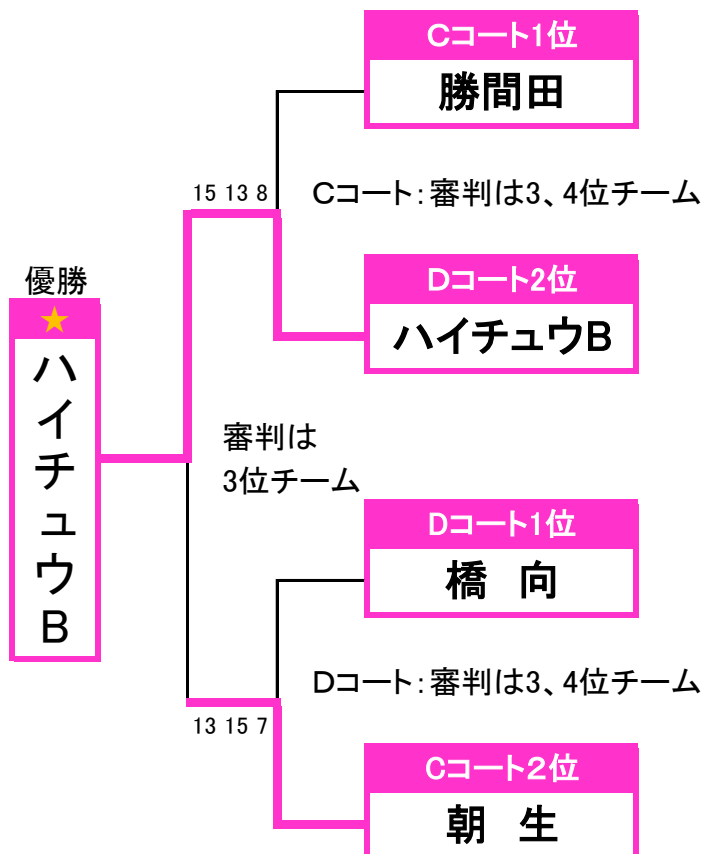 Cコート1位
勝間田
15 13 8
Cコート：審判は3、4位チーム
Dコート2位
ハイチュウB
優勝
★
ハイチュウB
審判は
3位チーム
Dコート1位
橋　向
Dコート：審判は3、4位チーム
13 15 7
Cコート２位
朝　生